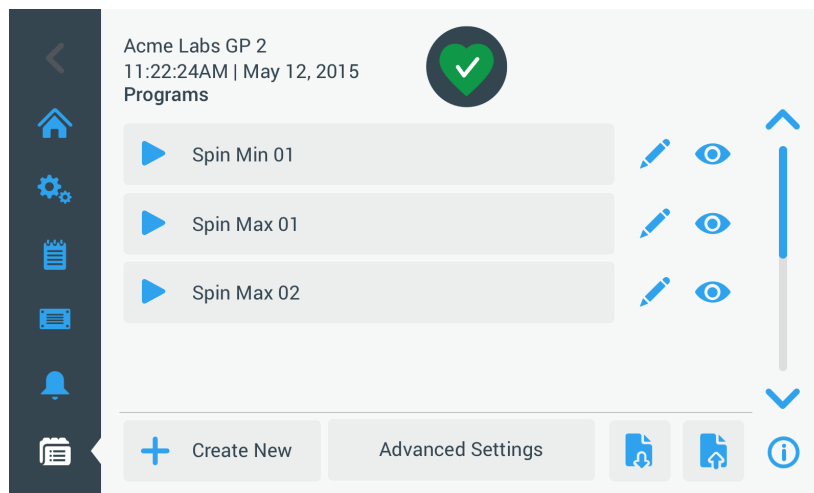 Acme Labs GP 2
11:22:24AM | May 12, 2015
Programs
Spin Min 01
Spin Max 01
Spin Max 02
Create New
Advanced Settings